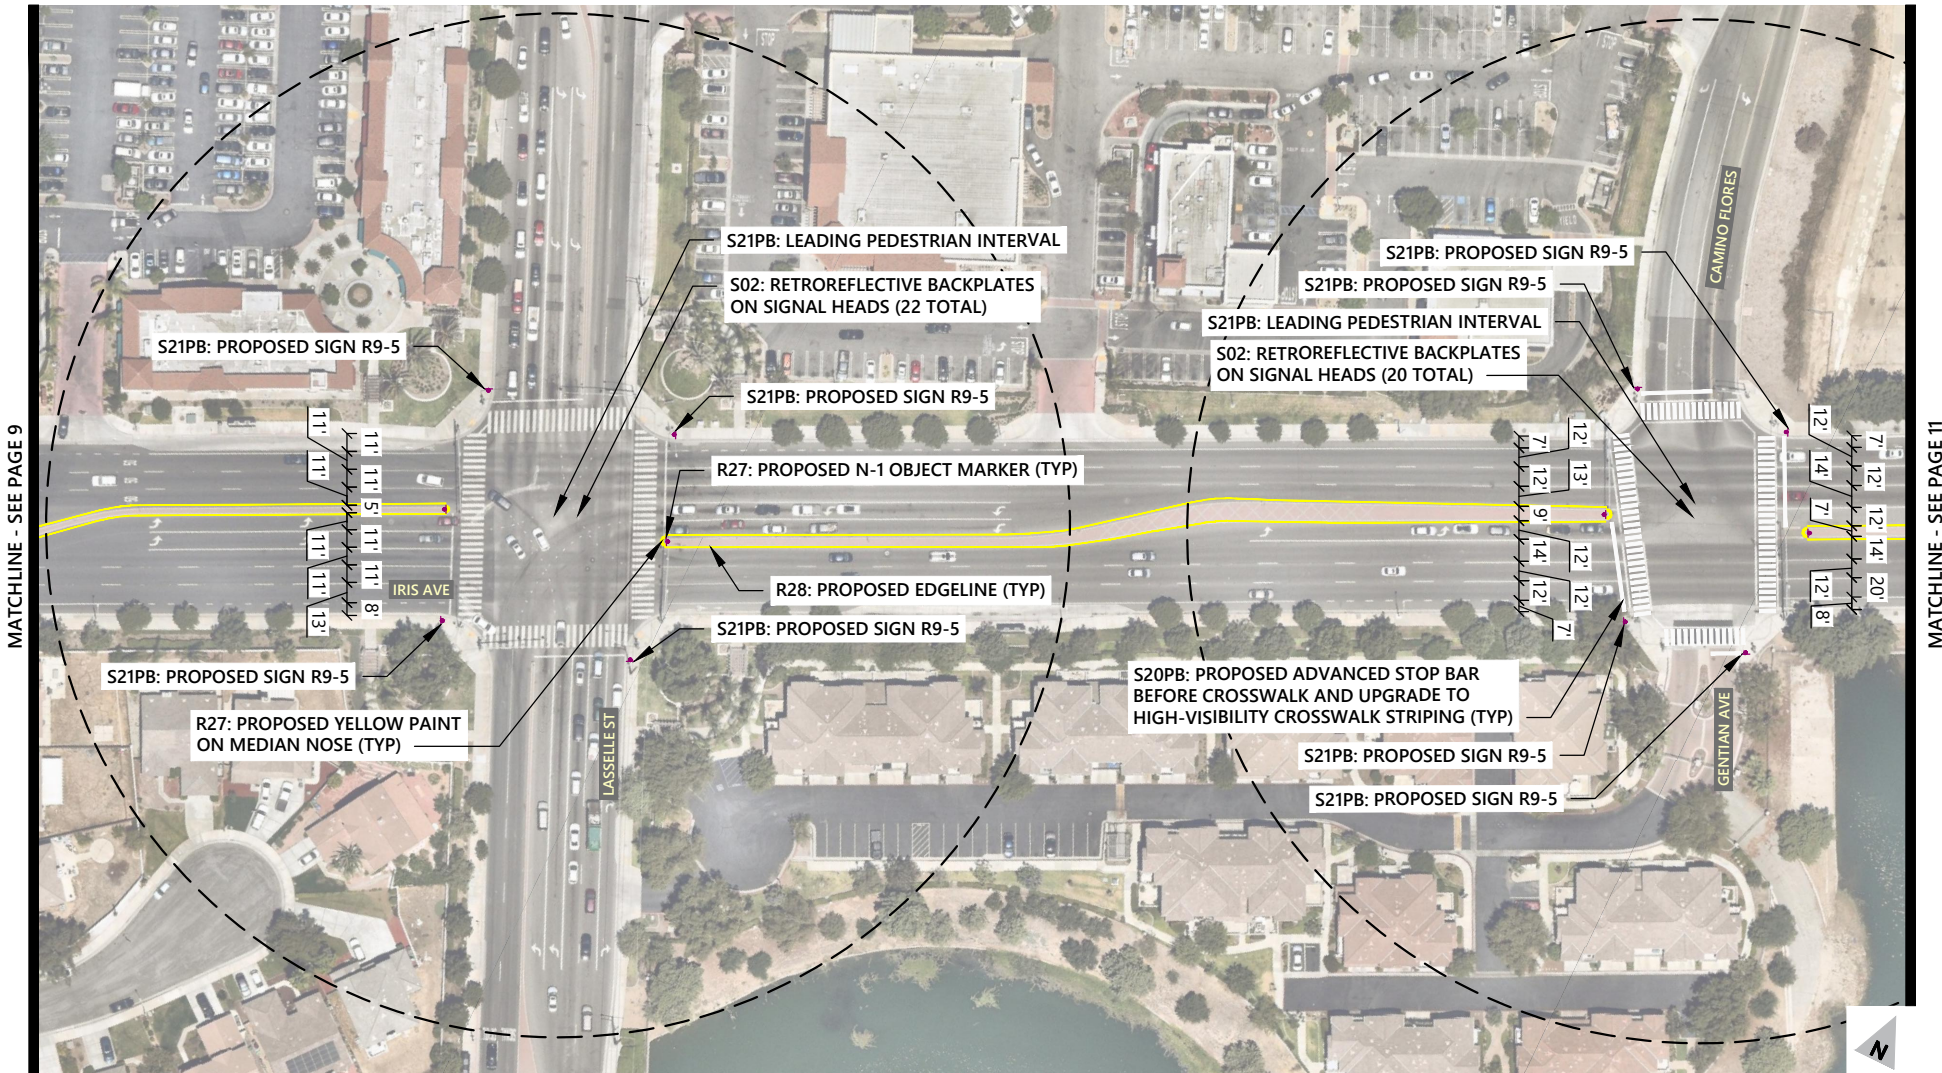 MATCHLINE - SEE PAGE 9
MATCHLINE - SEE PAGE 11
S21PB: LEADING PEDESTRIAN INTERVAL
S02: RETROREFLECTIVE BACKPLATES
ON SIGNAL HEADS (22 TOTAL)
S21PB: PROPOSED SIGN R9-5
S21PB: PROPOSED SIGN R9-5
R27: PROPOSED N-1 OBJECT MARKER (TYP)
R28: PROPOSED EDGELINE (TYP)
S21PB: PROPOSED SIGN R9-5
S21PB: PROPOSED SIGN R9-5
R27: PROPOSED YELLOW PAINT
ON MEDIAN NOSE (TYP)
IRIS AVE
LASSELLE ST
11'
11'
11'
11'
5'
11'
11'
11'
11'
8'
13'
S21PB: PROPOSED SIGN R9-5
S21PB: PROPOSED SIGN R9-5
S21PB: LEADING PEDESTRIAN INTERVAL
S02: RETROREFLECTIVE BACKPLATES
ON SIGNAL HEADS (20 TOTAL)
CAMINO FLORES
7'
12'
12'
13'
9'
14'
12'
12'
12'
7'
12'
7'
14'
12'
7'
12'
14'
12'
20'
8'
S20PB: PROPOSED ADVANCED STOP BAR
BEFORE CROSSWALK AND UPGRADE TO
HIGH-VISIBILITY CROSSWALK STRIPING (TYP)
S21PB: PROPOSED SIGN R9-5
S21PB: PROPOSED SIGN R9-5
GENTIAN AVE
N